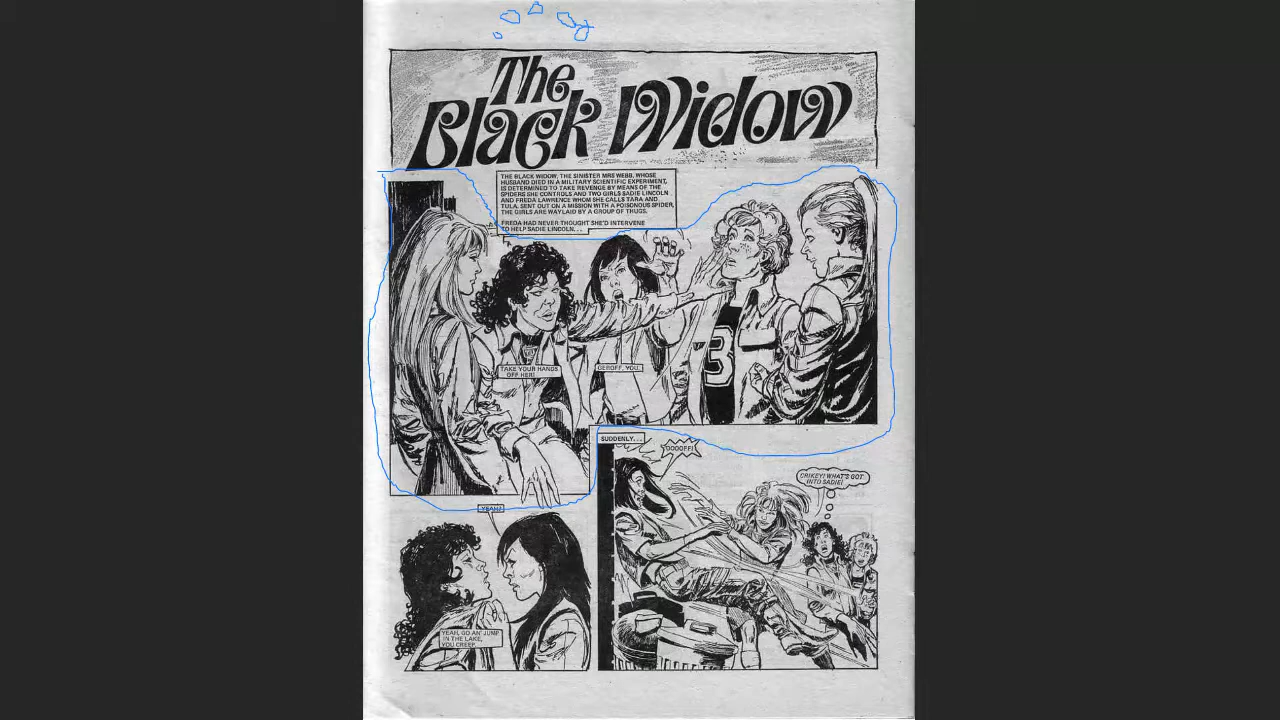 The
Black Widow
THE BLACK WIDOW, THE SINISTER MRS WEBB, WHOSE
HUSBAND DIED IN A MILITARY SCIENTIFIC EXPERIMENT,
IS DETERMINED TO TAKE REVENGE BY MEANS OF THE
SPIDERS SHE CONTROLS AND TWO GIRLS SADIE LINCOLN
AND FREDA LAWRENCE WHOM SHE CALLS TARA AND
TULA. SENT OUT ON A MISSION WITH A POISONOUS SPIDER,
THE GIRLS ARE WAYLAID BY A GROUP OF THUGS.
FREDA HAD NEVER THOUGHT SHE'D INTERVENE
TO HELP SADIE LINCOLN. . .
TAKE YOUR HANDS
OFF HER!
GEROFF, YOU.
3
YEAH?
YEAH, GO AN' JUMP
IN THE LAKE,
YOU CREEP.
SUDDENLY. . .
OOOOFF!
CRIKEY! WHAT'S GOT
INTO SADIE!